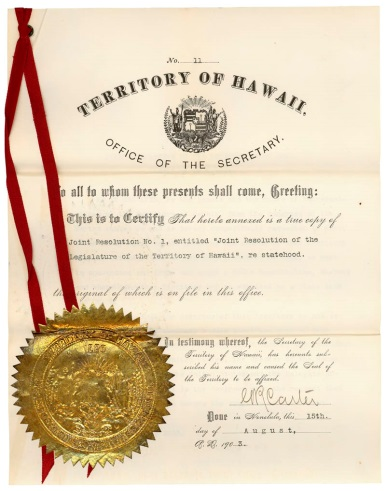 No. 11
TERRITORY OF HAWAII.
OFFICE OF THE SECRETARY.
To all to whom these presents shall come, Greeting:
This is to Certify That hereto annexed is a true copy of
Joint Resolution No. 1, entitled "Joint Resolution of the
Legislature of the Territory of Hawaii", re statehood.
the original of which is on file in this office.
In testimony whereof, the Secretary of the
Territory of Hawaii, has hereunto sub-
scribed his name and caused the Seal of
the Territory to be affixed.
Carter
Done in Honolulu, this 15th.
day of August,
A. D. 1903.